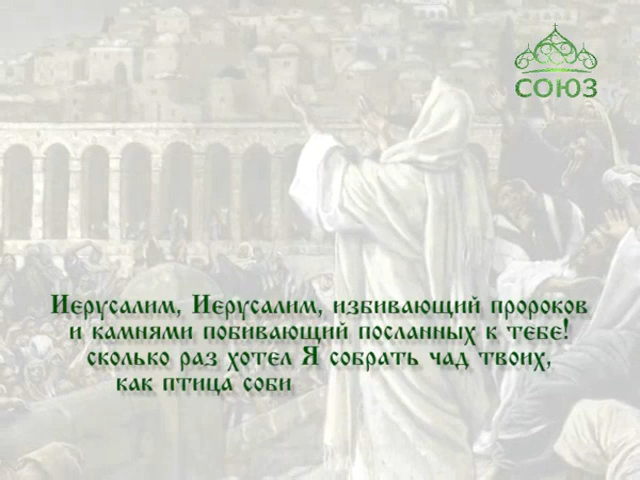 СОЮЗ
Иерусалим, Иерусалим, избивающий пророков
и камнями побивающий посланных к тебе!
сколько раз хотел Я собрать чад твоих,
как птица соби